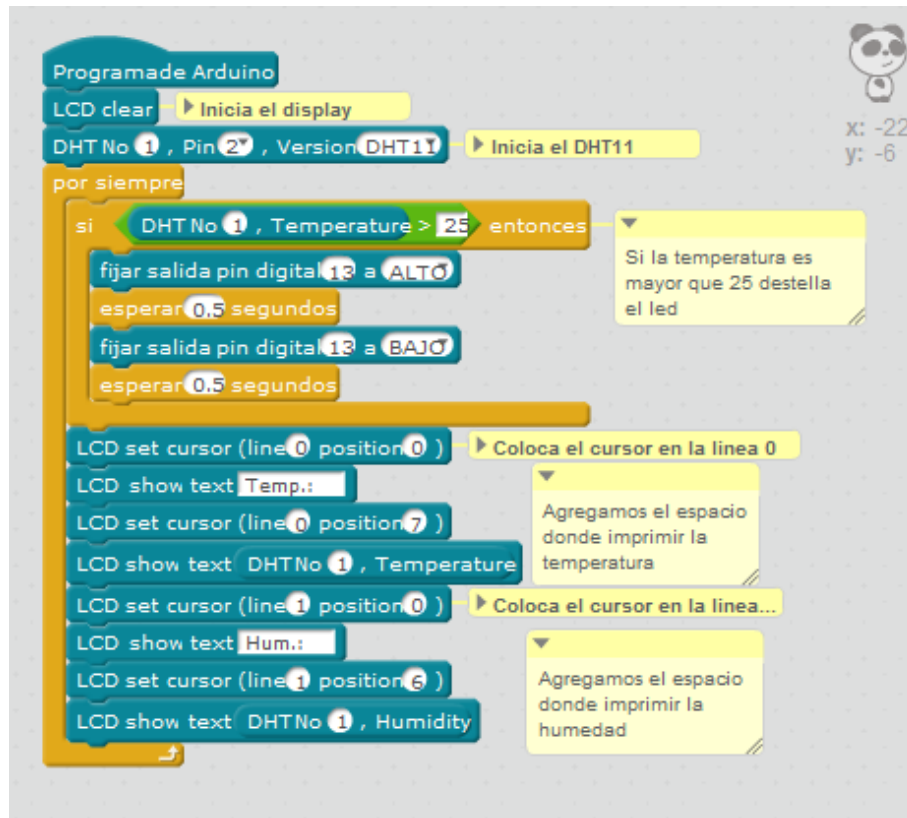 Programade Arduino
LCD clear Inicia el display
DHT No 1 , Pin 2 , Version DHT11 Inicia el DHT11
x: -22
y: -6
por siempre
si DHT No 1 , Temperature > 25 entonces
Si la temperatura es
mayor que 25 destella
el led
fijar salida pin digital 13 a ALTO
esperar 0.5 segundos
fijar salida pin digital 13 a BAJO
esperar 0.5 segundos
LCD set cursor (line 0 position 0 ) Coloca el cursor en la linea 0
LCD show text Temp.:
LCD set cursor (line 0 position 7 )
LCD show text DHTNo 1 , Temperature
Agregamos el espacio
donde imprimir la
temperatura
LCD set cursor (line 1 position 0 ) Coloca el cursor en la linea...
LCD show text Hum.:
LCD set cursor (line 1 position 6 )
LCD show text DHTNo 1 , Humidity
Agregamos el espacio
donde imprimir la
humedad